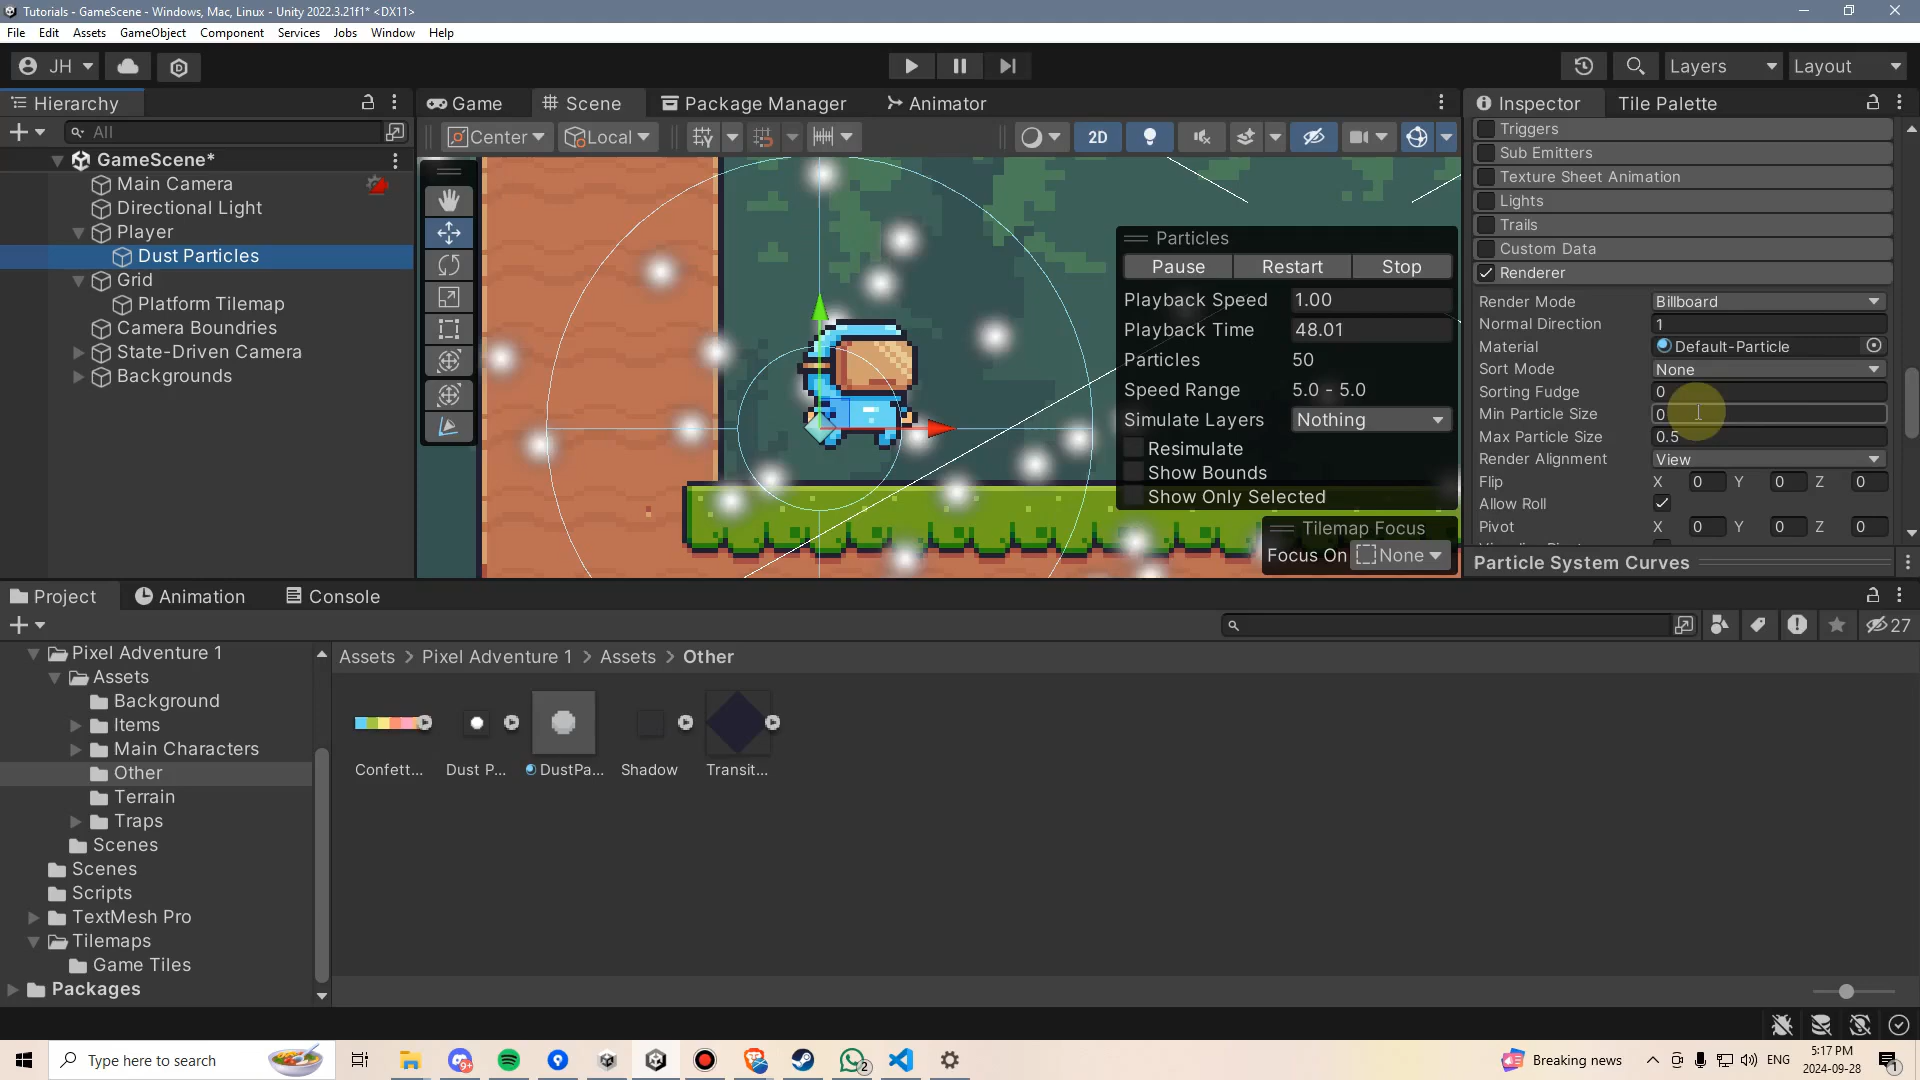 Tutorials - GameScene - Windows, Mac, Linux - Unity 2022.3.21f1* <DX11>
File Edit Assets GameObject Component Services Jobs Window Help
JH Layers Layout
Hierarchy
All
GameScene*
Main Camera
Directional Light
Player
Dust Particles
Grid
Platform Tilemap
Camera Boundries
State-Driven Camera
Backgrounds
Game Scene Package Manager Animator
Center Local 2D
Particles
Pause Restart Stop
Playback Speed 1.00
Playback Time 48.01
Particles 50
Speed Range 5.0 - 5.0
Simulate Layers Nothing
Resimulate
Show Bounds
Show Only Selected
Tilemap Focus
Focus On None
Inspector Tile Palette
Triggers
Sub Emitters
Texture Sheet Animation
Lights
Trails
Custom Data
Renderer
Render Mode Billboard
Normal Direction 1
Material Default-Particle
Sort Mode None
Sorting Fudge 0
Min Particle Size 0
Max Particle Size 0.5
Render Alignment View
Flip X 0 Y 0 Z 0
Allow Roll
Pivot X 0 Y 0 Z 0
Particle System Curves
Project Animation Console
27
Pixel Adventure 1
Assets
Background
Items
Main Characters
Other
Terrain
Traps
Scenes
Scenes
Scripts
TextMesh Pro
Tilemaps
Game Tiles
Packages
Assets > Pixel Adventure 1 > Assets > Other
Confett... Dust P... DustPa... Shadow Transit...
Type here to search
9+
2
Breaking news
ENG
5:17 PM
2024-09-28
1